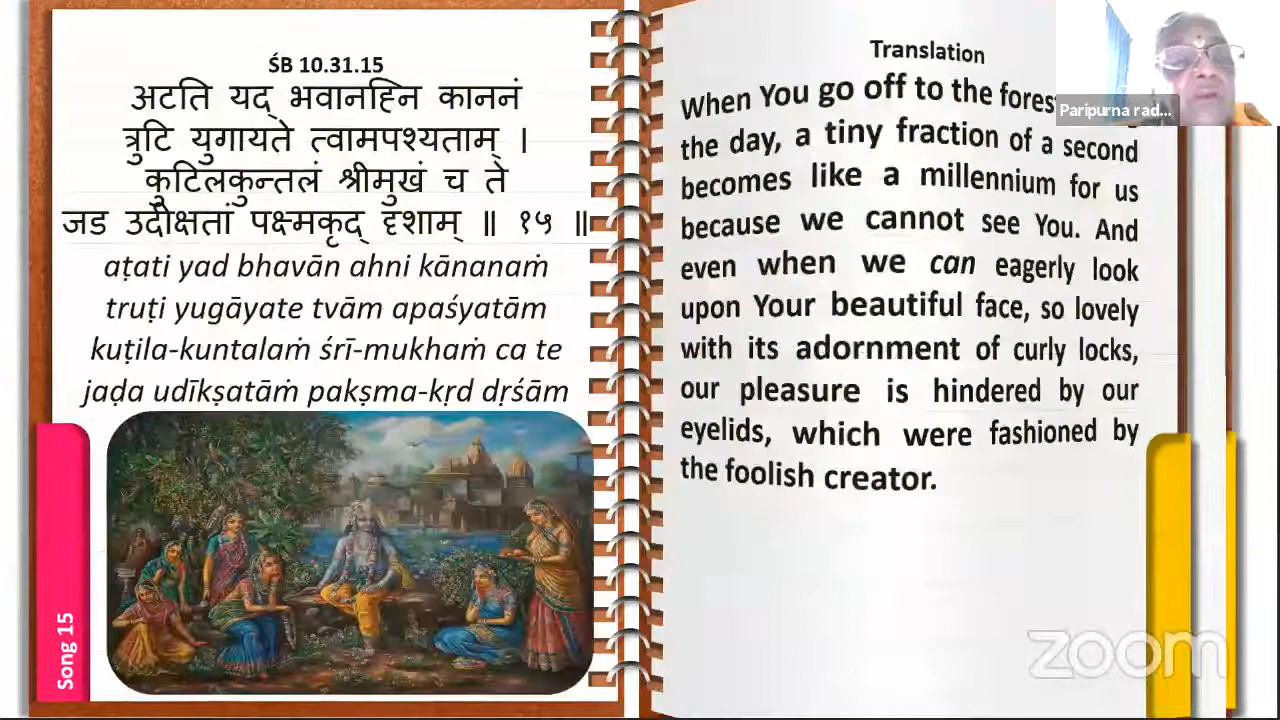 ŚB 10.31.15
अटति यद् भवानह्नि काननं
त्रुटि युगायते त्वामपश्यताम् ।
कुटिलकुन्तलं श्रीमुखं च ते
जड उदीक्षतां पक्ष्मकृद् दृशाम् ॥ १५ ॥
aṭati yad bhavān ahni kānanaṁ
truṭi yugāyate tvām apaśyatām
kuṭila-kuntalaṁ śrī-mukhaṁ ca te
jaḍa udīkṣatāṁ pakṣma-kṛd dṛśām
Song 15
Translation
When You go off to the
the day, a tiny fraction of a second
becomes like a millennium for us
because we cannot see You. And
even when we can eagerly look
upon Your beautiful face, so lovely
with its adornment of curly locks,
our pleasure is hindered by our
eyelids, which were fashioned by
the foolish creator.
Paripurna rad...
zoom